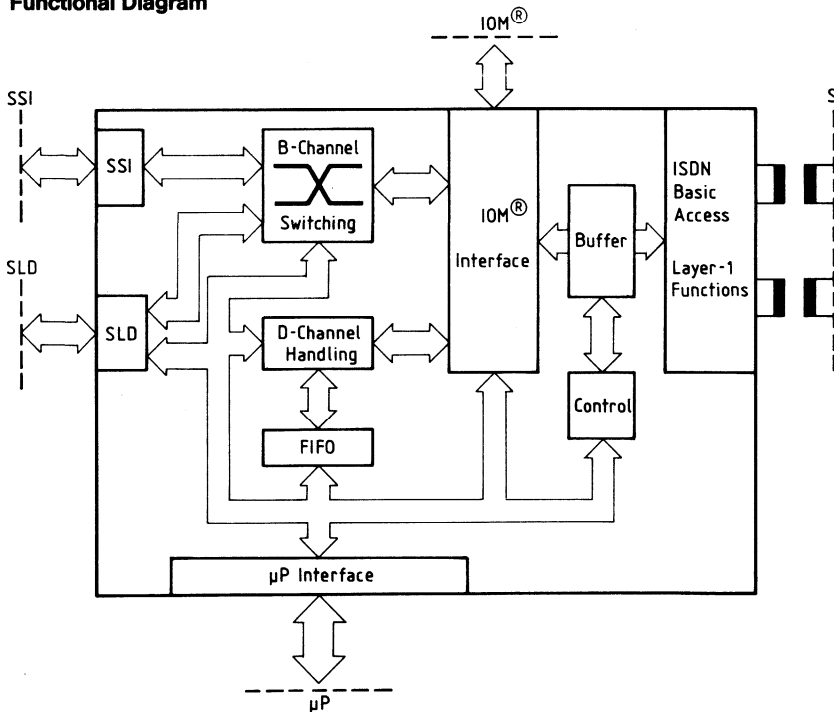 Functional Diagram
IOM®
SSI
S
SSI
B-Channel
Switching
IOM®
Interface
Buffer
ISDN
Basic
Access
Layer-1
Functions
SLD
SLD
D-Channel
Handling
Control
FIFO
µP Interface
µP